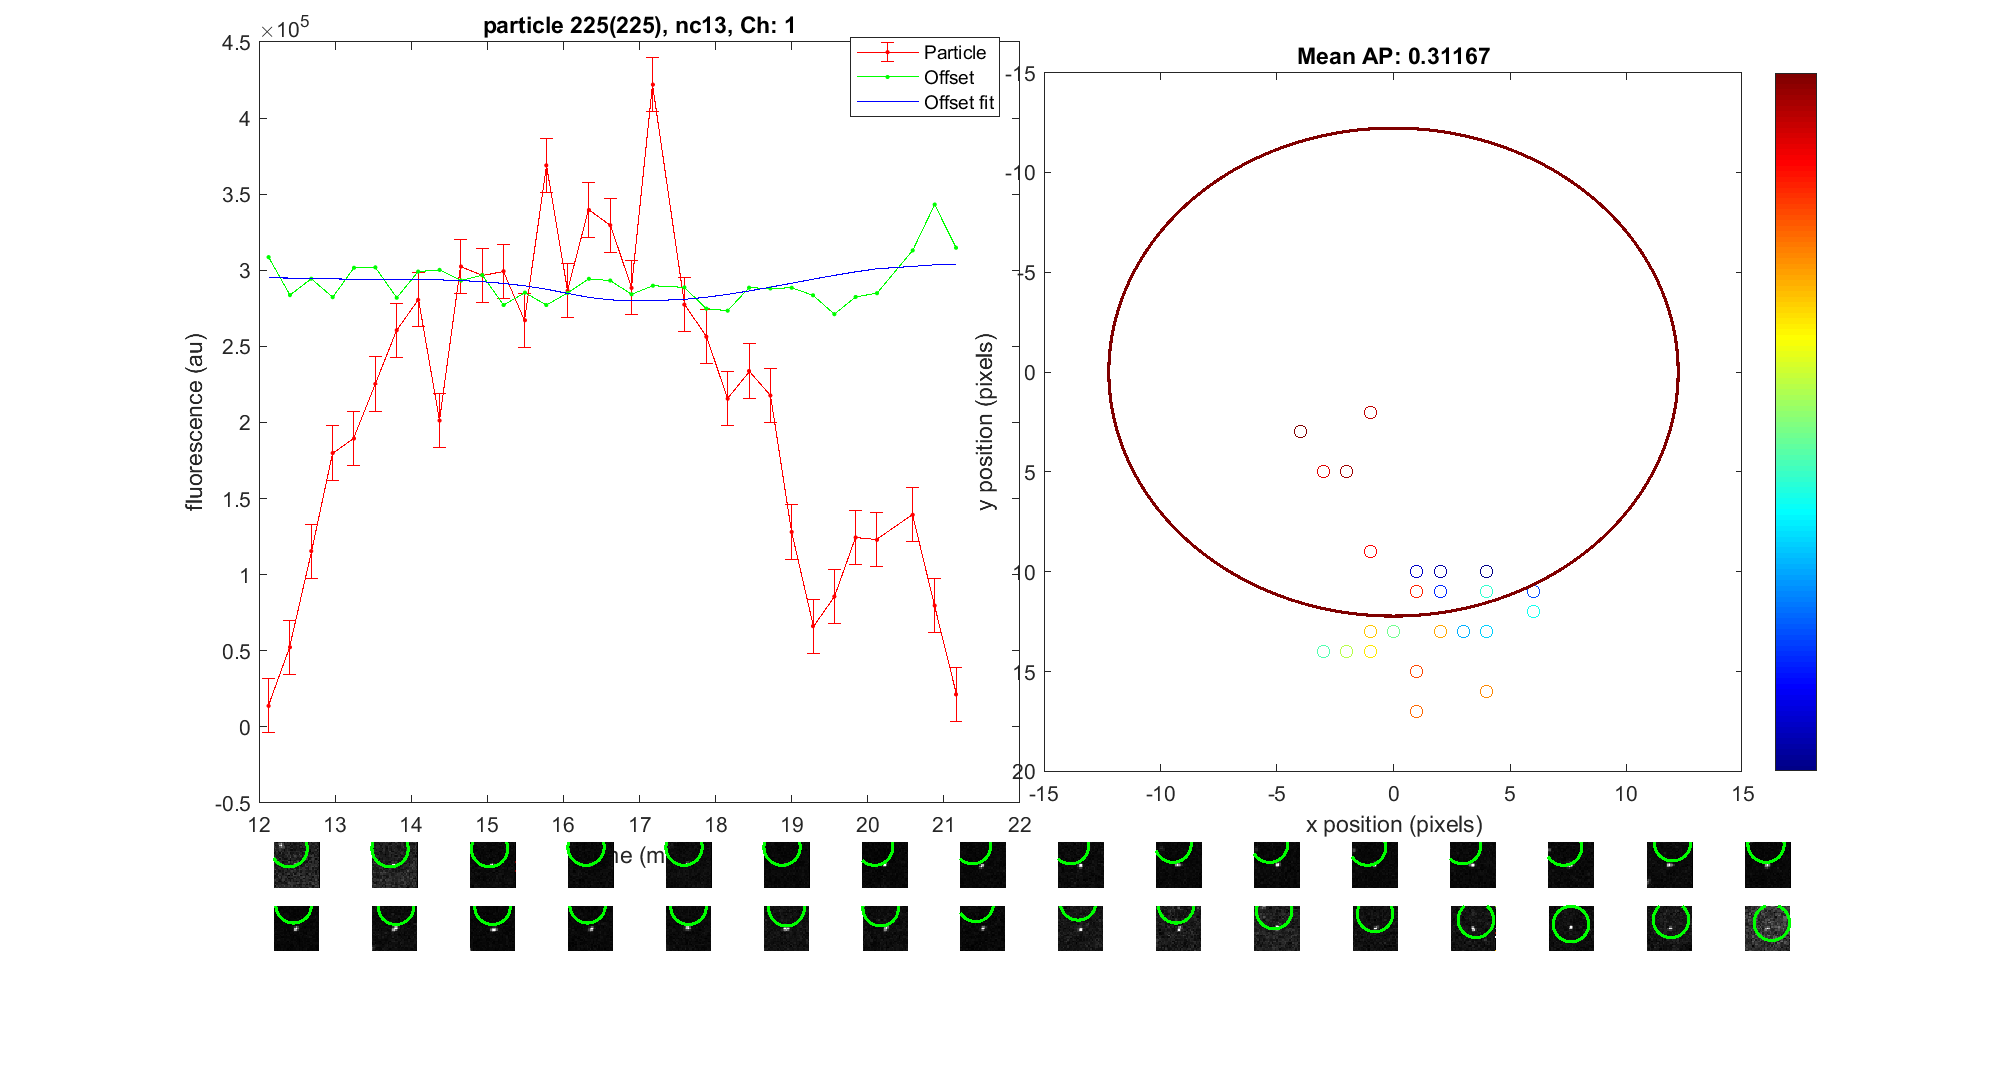 particle 225(225), nc13, Ch: 1
×10^5
Particle
Offset
Offset fit
4.5
4
3.5
3
2.5
2
1.5
1
0.5
0
-0.5
fluorescence (au)
12 13 14 15 16 17 18 19 20 21 22
Mean AP: 0.31167
-15
-10
-5
0
5
10
15
20
y position (pixels)
-15 -10 -5 0 5 10 15
x position (pixels)